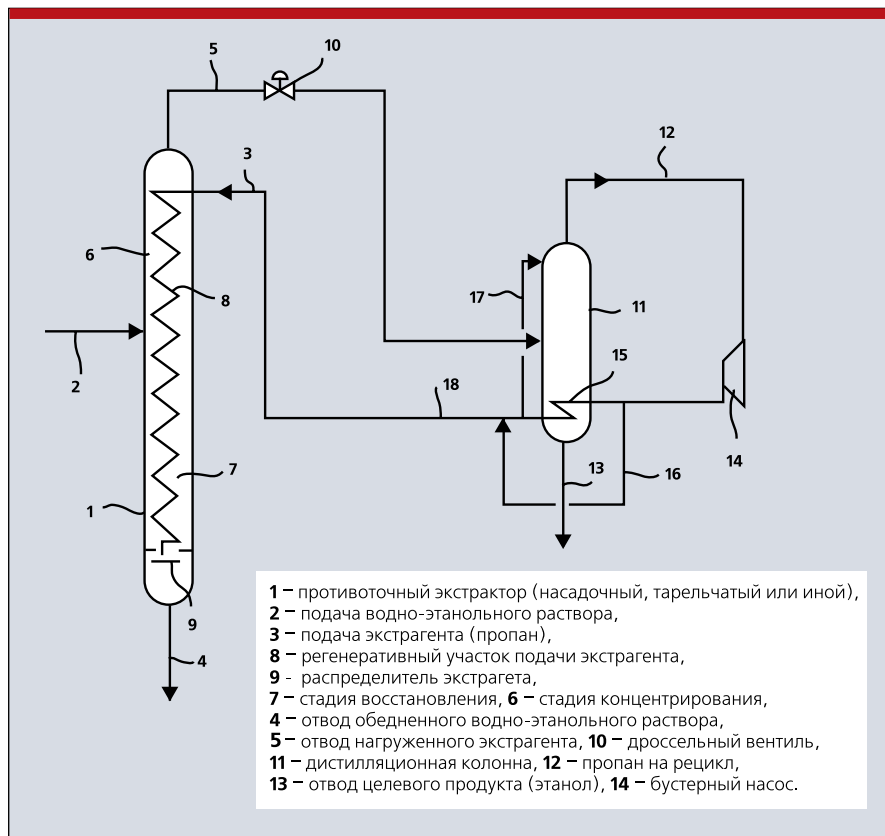 5
10
12
3
6
8
17
11
2
15
18
7
13
16
14
1
9
4
1 – противоточный экстрактор (насадочный, тарельчатый или иной),
2 – подача водно-этанольного раствора,
3 – подача экстрагента (пропан),
8 – регенеративный участок подачи экстрагента,
9 - распределитель экстрагета,
7 – стадия восстановления, 6 – стадия концентрирования,
4 – отвод обедненного водно-этанольного раствора,
5 – отвод нагруженного экстрагента, 10 – дроссельный вентиль,
11 – дистилляционная колонна, 12 – пропан на рецикл,
13 – отвод целевого продукта (этанол), 14 – бустерный насос.